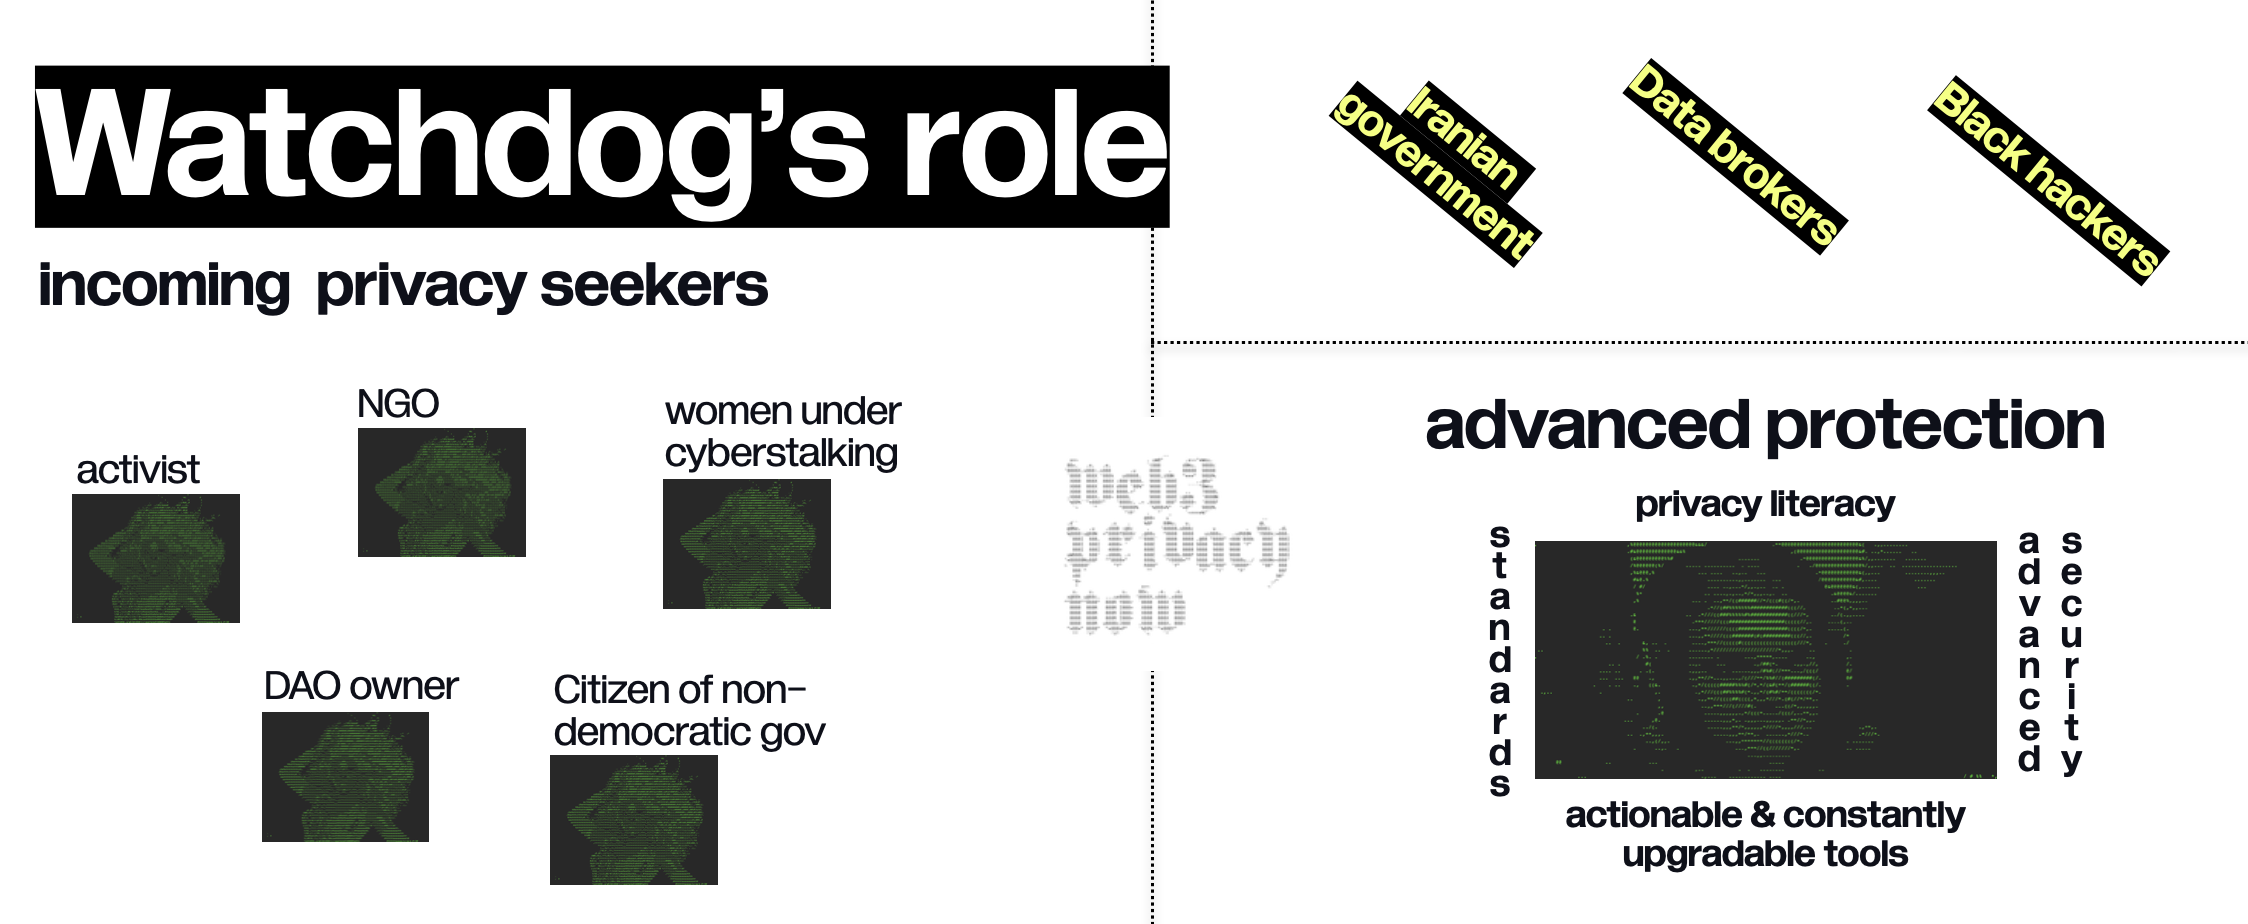 Watchdog’s role
incoming  privacy seekers
activist
NGO
women under
cyberstalking
DAO owner
Citizen of non–
democratic gov
web3
privacy
now
Iranian
government
Data brokers
Black hackers
advanced protection
privacy literacy
standards
advanced
security
actionable & constantly
upgradable tools